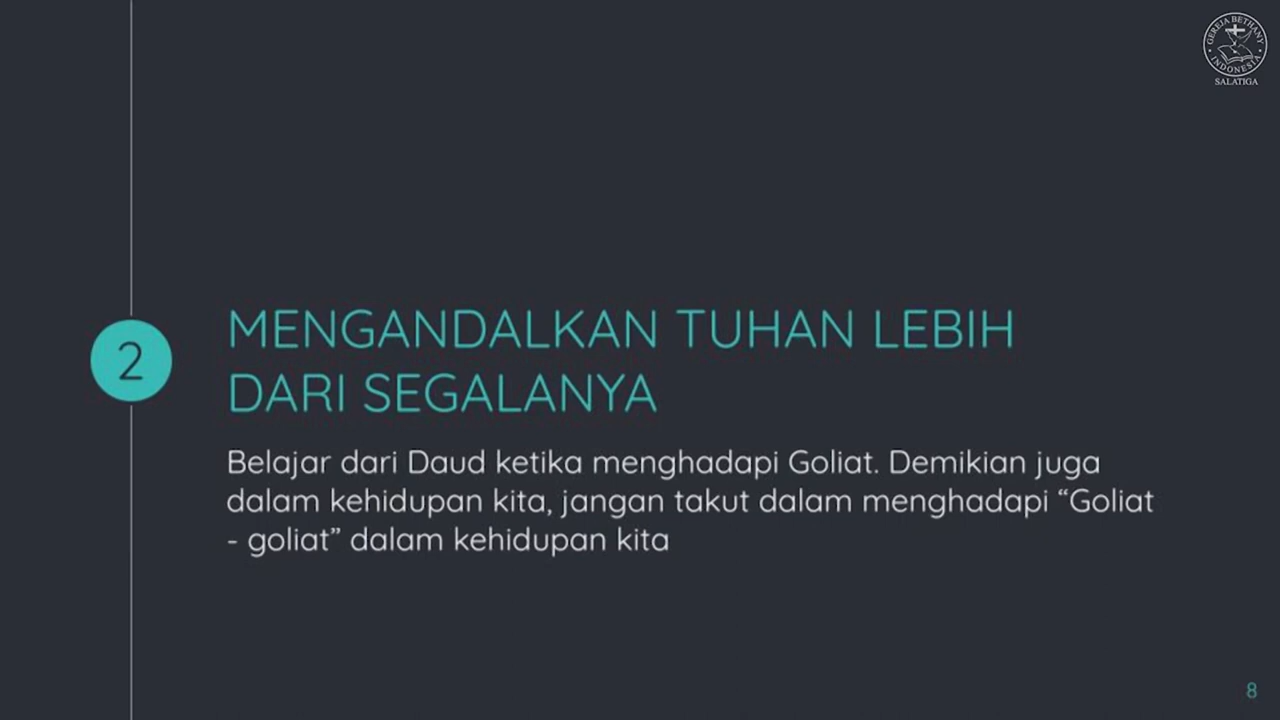 GEREJA BETHANY
INDONESIA
SALATIGA
2
MENGANDALKAN TUHAN LEBIH
DARI SEGALANYA
Belajar dari Daud ketika menghadapi Goliat. Demikian juga
dalam kehidupan kita, jangan takut dalam menghadapi “Goliat
- goliat” dalam kehidupan kita
8